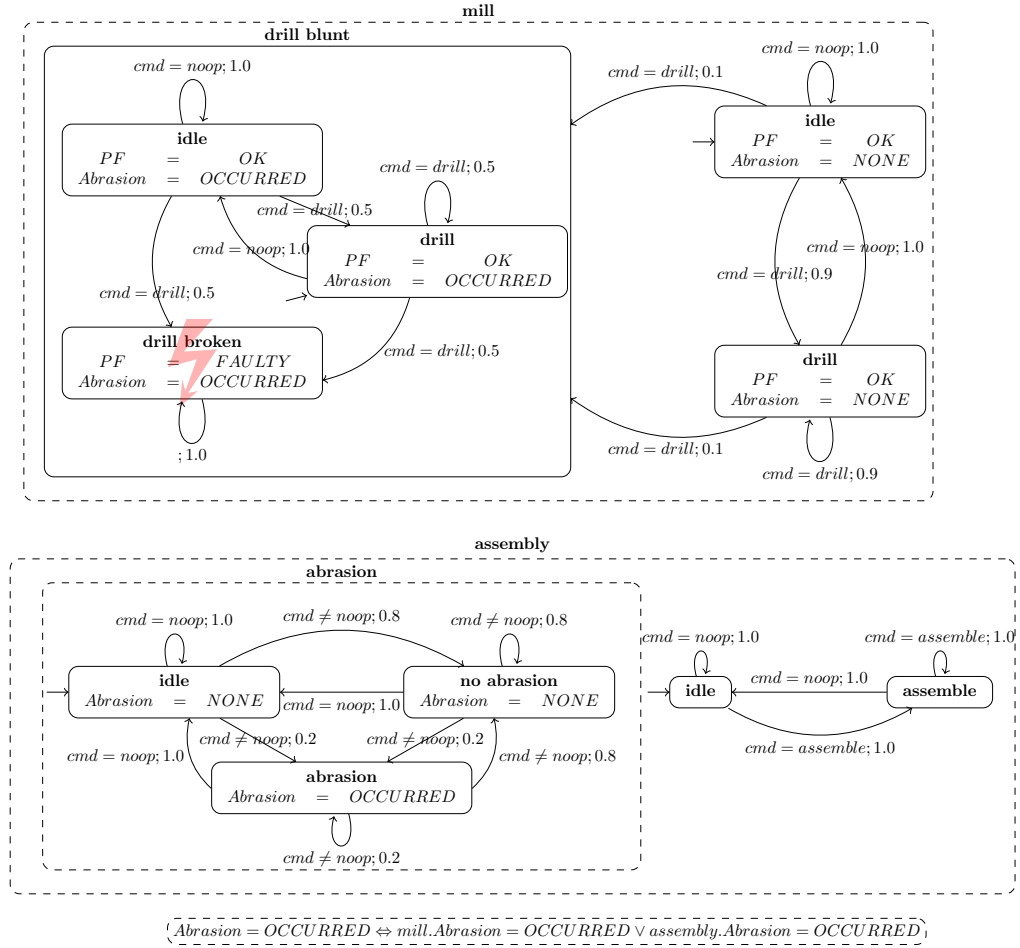 mill
drill blunt
cmd = noop; 1.0
idle
PF = OK
Abrasion = OCCURRED
cmd = drill; 0.5
cmd = drill; 0.5
cmd = noop; 1.0
drill
PF = OK
Abrasion = OCCURRED
cmd = drill; 0.5
drill broken
PF = FAULTY
Abrasion = OCCURRED
cmd = drill; 0.5
; 1.0
cmd = drill; 0.1
cmd = noop; 1.0
idle
PF = OK
Abrasion = NONE
cmd = noop; 1.0
cmd = drill; 0.9
drill
PF = OK
Abrasion = NONE
cmd = drill; 0.1
cmd = drill; 0.9
assembly
abrasion
cmd = noop; 1.0
cmd ≠ noop; 0.8
cmd ≠ noop; 0.8
idle
Abrasion = NONE
no abrasion
Abrasion = NONE
cmd = noop; 1.0
cmd ≠ noop; 0.2
cmd ≠ noop; 0.2
cmd = noop; 1.0
cmd ≠ noop; 0.8
abrasion
Abrasion = OCCURRED
cmd ≠ noop; 0.2
cmd = noop; 1.0
cmd = assemble; 1.0
idle
cmd = noop; 1.0
assemble
cmd = assemble; 1.0
Abrasion = OCCURRED ⇔ mill.Abrasion = OCCURRED ∨ assembly.Abrasion = OCCURRED